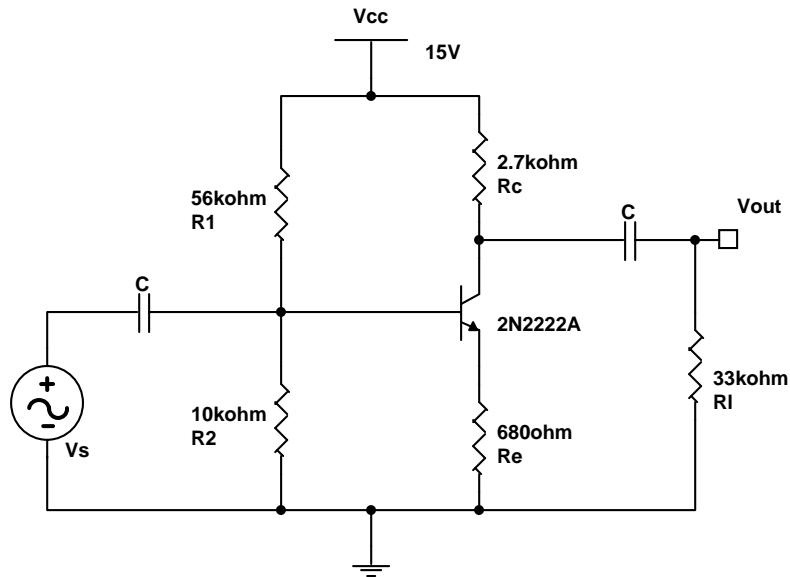 Vcc
15V
2.7kohm
Rc
56kohm
R1
C
Vout
C
2N2222A
33kohm
Rl
10kohm
R2
680ohm
Re
Vs